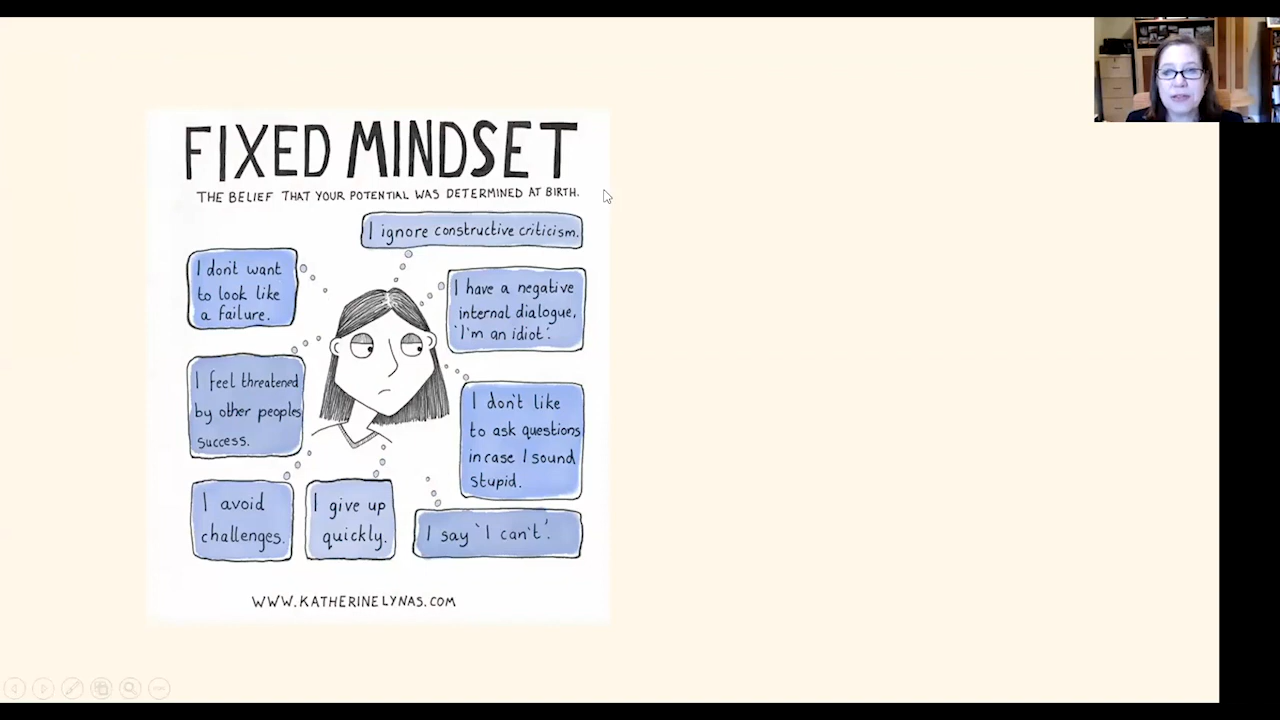 FIXED MINDSET
THE BELIEF THAT YOUR POTENTIAL WAS DETERMINED AT BIRTH.
I ignore constructive criticism.
I don't want
to look like
a failure.
I have a negative
internal dialogue,
'I'm an idiot'.
I feel threatened
by other peoples
success.
I don't like
to ask questions
in case I sound
stupid.
I avoid
challenges.
I give up
quickly.
I say 'I can't'.
WWW.KATHERINELYNAS.COM